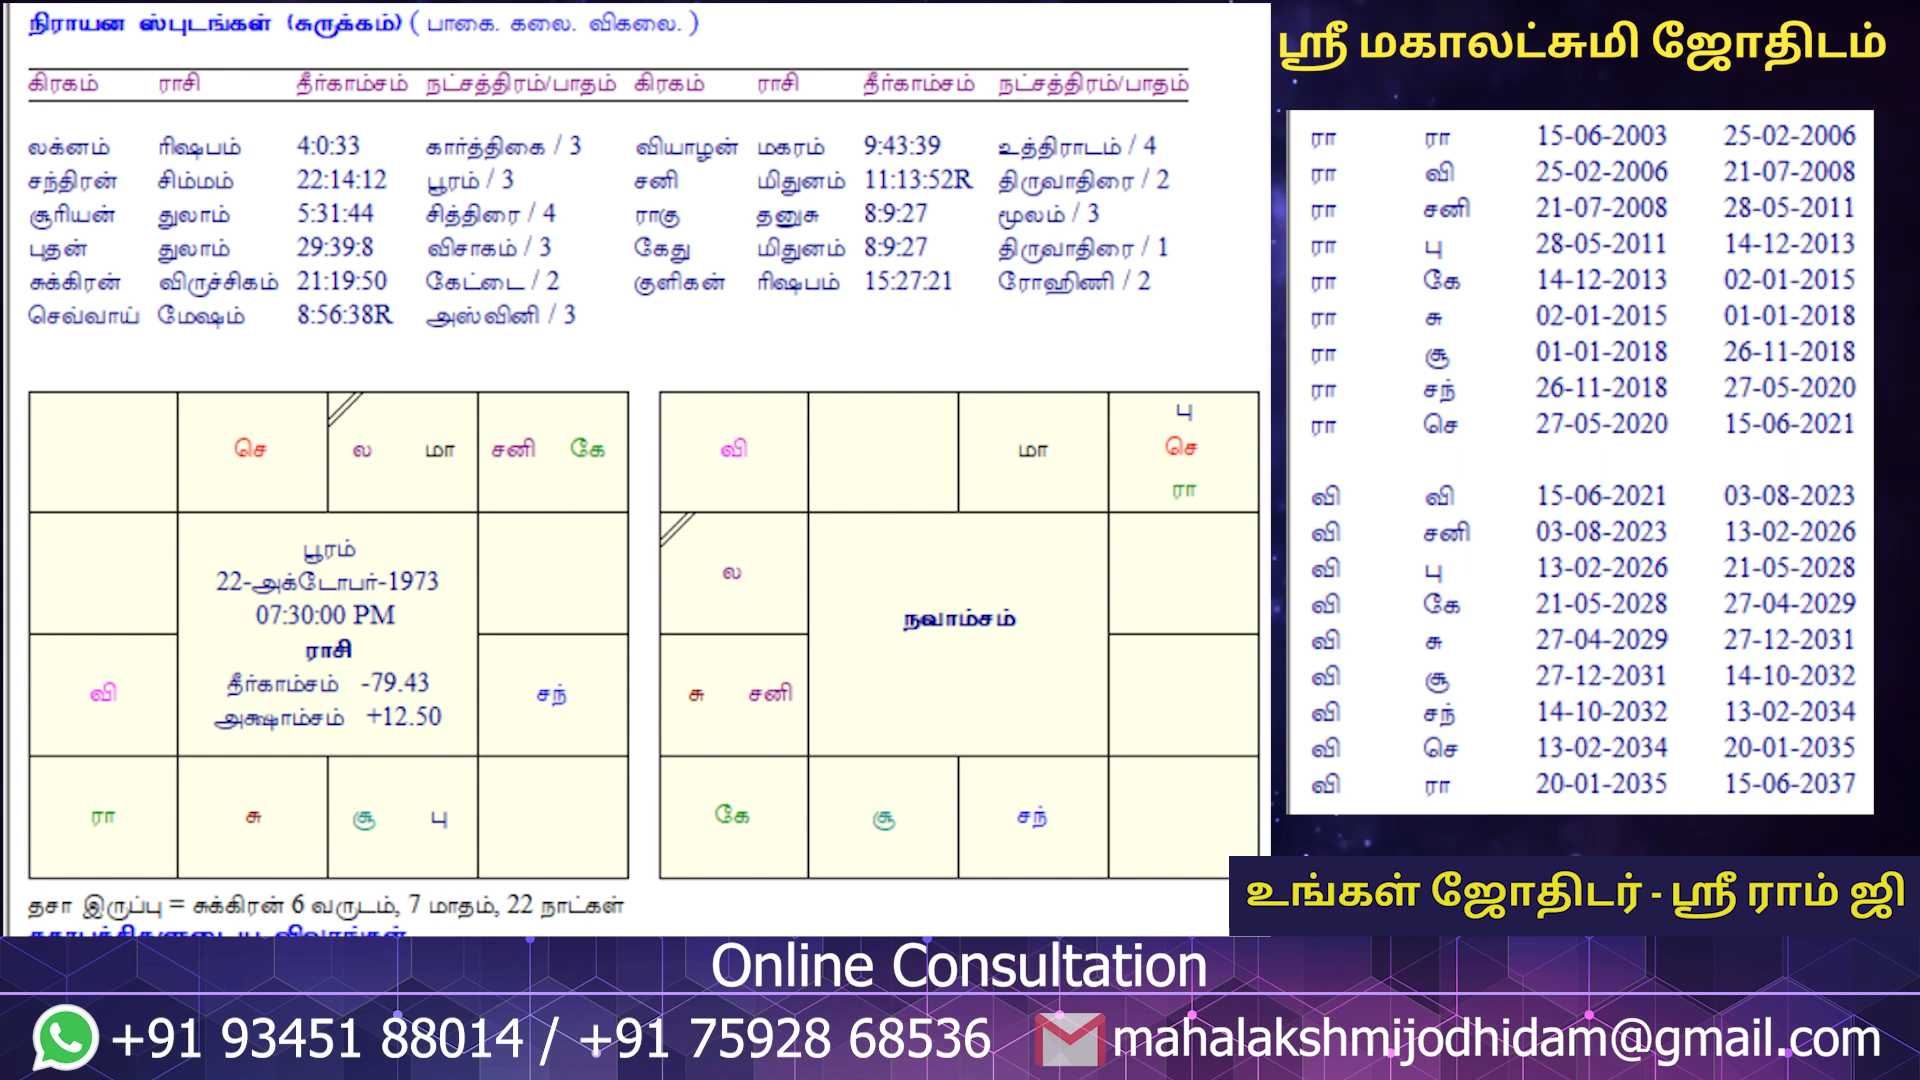 நிராயன ஸ்புடங்கள் (சுருக்கம்) ( பாகை. கலை. விகலை. )
கிரகம் ராசி தீர்காம்சம் நட்சத்திரம்/பாதம் கிரகம் ராசி தீர்காம்சம் நட்சத்திரம்/பாதம்
லக்னம் ரிஷபம் 4:0:33 கார்த்திகை / 3 வியாழன் மகரம் 9:43:39 உத்திராடம் / 4
சந்திரன் சிம்மம் 22:14:12 பூரம் / 3 சனி மிதுனம் 11:13:52R திருவாதிரை / 2
சூரியன் துலாம் 5:31:44 சித்திரை / 4 ராகு தனுசு 8:9:27 மூலம் / 3
புதன் துலாம் 29:39:8 விசாகம் / 3 கேது மிதுனம் 8:9:27 திருவாதிரை / 1
சுக்கிரன் விருச்சிகம் 21:19:50 கேட்டை / 2 குளிகன் ரிஷபம் 15:27:21 ரோஹிணி / 2
செவ்வாய் மேஷம் 8:56:38R அஸ்வினி / 3
செ ல மா சனி கே
பூரம்
22-அக்டோபர்-1973
07:30:00 PM
ராசி
தீர்காம்சம் -79.43
அக்ஷாம்சம் +12.50
வி சந்
ரா சு சூ பு
வி மா பு
செ
ரா
ல
நவாம்சம்
சு சனி
கே சூ சந்
தசா இருப்பு = சுக்கிரன் 6 வருடம், 7 மாதம், 22 நாட்கள்
ஸ்ரீ மகாலட்சுமி ஜோதிடம்
ரா ரா 15-06-2003 25-02-2006
ரா வி 25-02-2006 21-07-2008
ரா சனி 21-07-2008 28-05-2011
ரா பு 28-05-2011 14-12-2013
ரா கே 14-12-2013 02-01-2015
ரா சு 02-01-2015 01-01-2018
ரா சூ 01-01-2018 26-11-2018
ரா சந் 26-11-2018 27-05-2020
ரா செ 27-05-2020 15-06-2021
வி வி 15-06-2021 03-08-2023
வி சனி 03-08-2023 13-02-2026
வி பு 13-02-2026 21-05-2028
வி கே 21-05-2028 27-04-2029
வி சு 27-04-2029 27-12-2031
வி சூ 27-12-2031 14-10-2032
வி சந் 14-10-2032 13-02-2034
வி செ 13-02-2034 20-01-2035
வி ரா 20-01-2035 15-06-2037
உங்கள் ஜோதிடர் - ஸ்ரீ ராம் ஜி
Online Consultation
+91 93451 88014 / +91 75928 68536 mahalakshmijodhidam@gmail.com